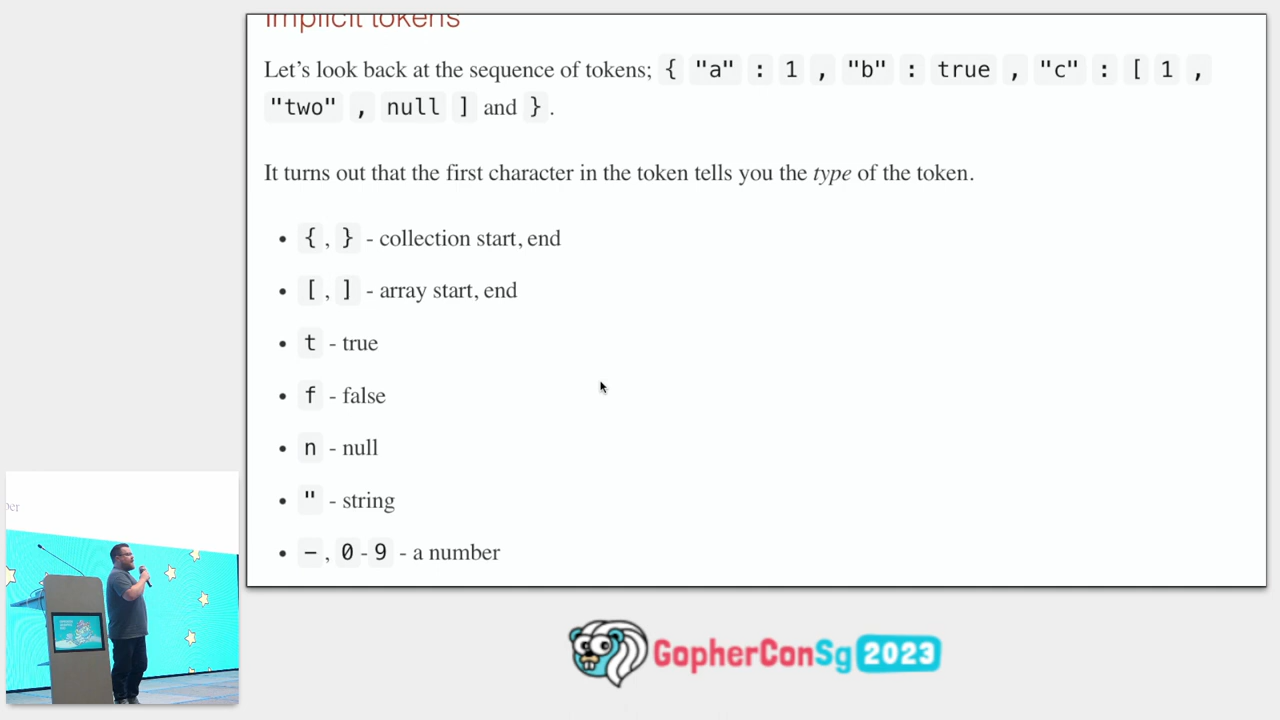 Implicit tokens
Let's look back at the sequence of tokens; { "a" : 1 , "b" : true , "c" : [ 1 ,
"two" , null ] and } .
It turns out that the first character in the token tells you the type of the token.
• { , } - collection start, end
• [ , ] - array start, end
• t - true
• f - false
• n - null
• " - string
• - , 0 - 9 - a number
GopherConSg 2023